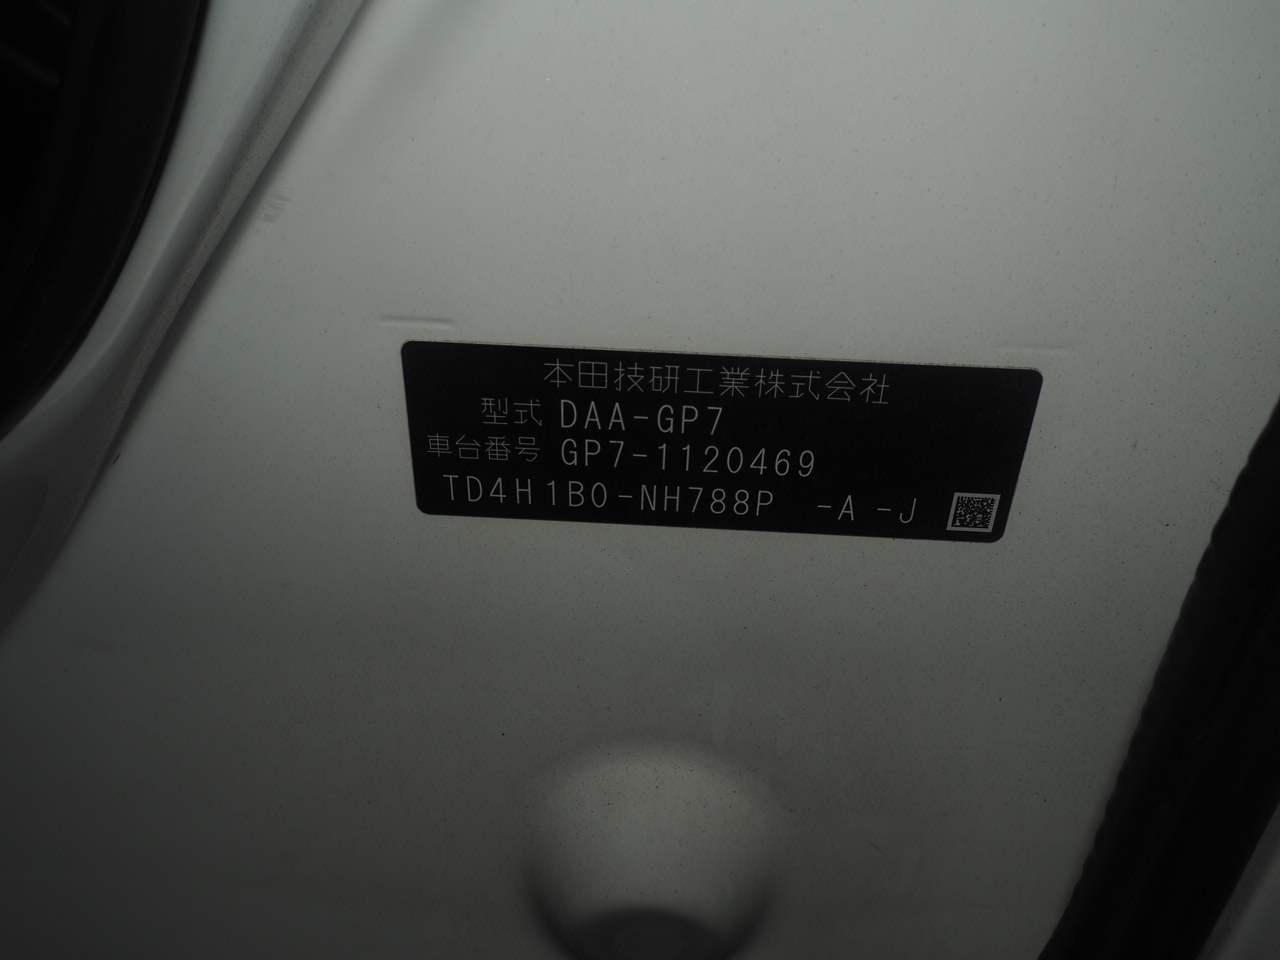 本田技研工業株式会社
型式 DAA-GP7
車台番号 GP7-1120469
TD4H1B0-NH788P -A -J